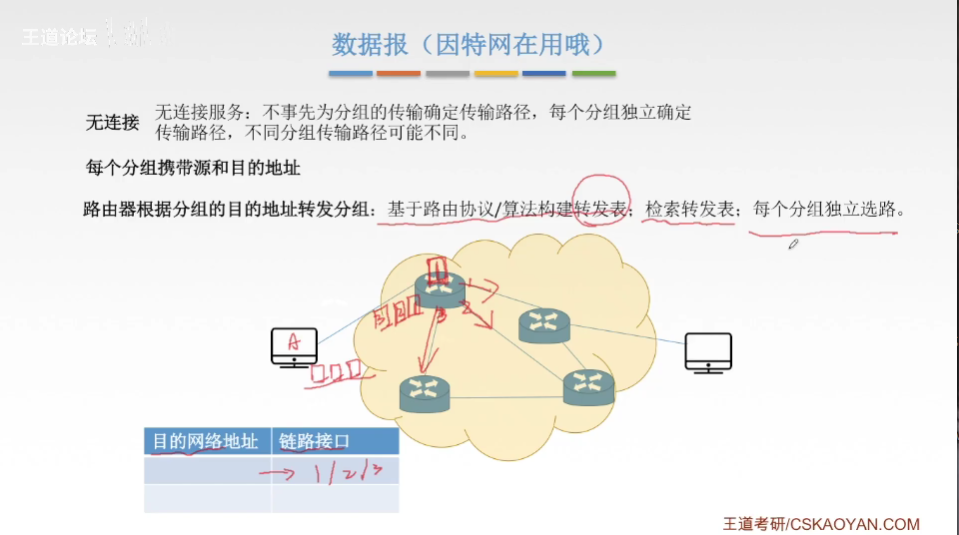 王道论坛
数据报（因特网在用哦）
无连接
无连接服务：不事先为分组的传输确定传输路径，每个分组独立确定
传输路径，不同分组传输路径可能不同。
每个分组携带源和目的地址
路由器根据分组的目的地址转发分组：基于路由协议/算法构建转发表；检索转发表；每个分组独立选路。
1
1
3 2 1
3
2
A
目的网络地址 链路接口
→ 1/2/3
王道考研/CSKAOYAN.COM